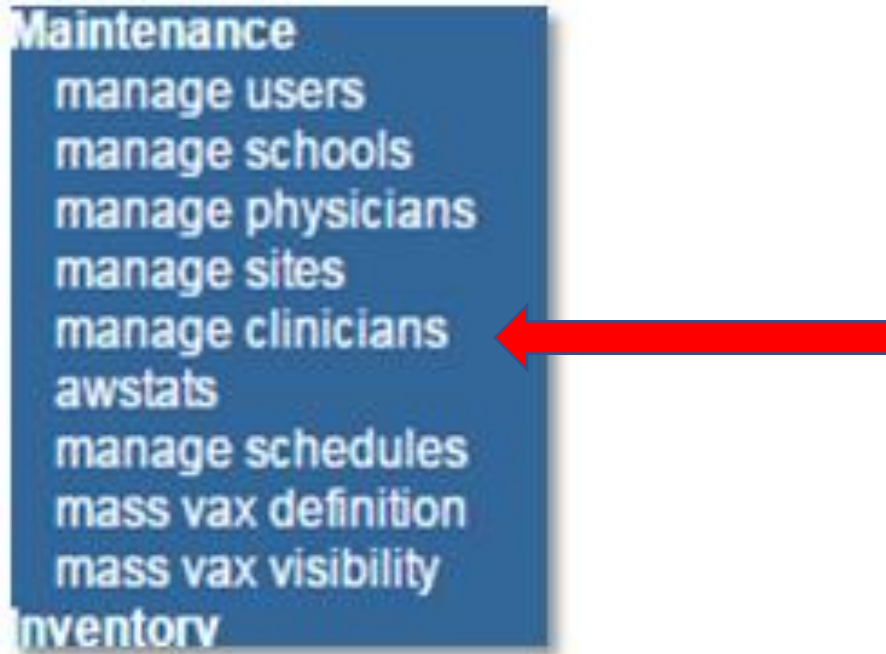 Maintenance
manage users
manage schools
manage physicians
manage sites
manage clinicians
awstats
manage schedules
mass vax definition
mass vax visibility
Inventory